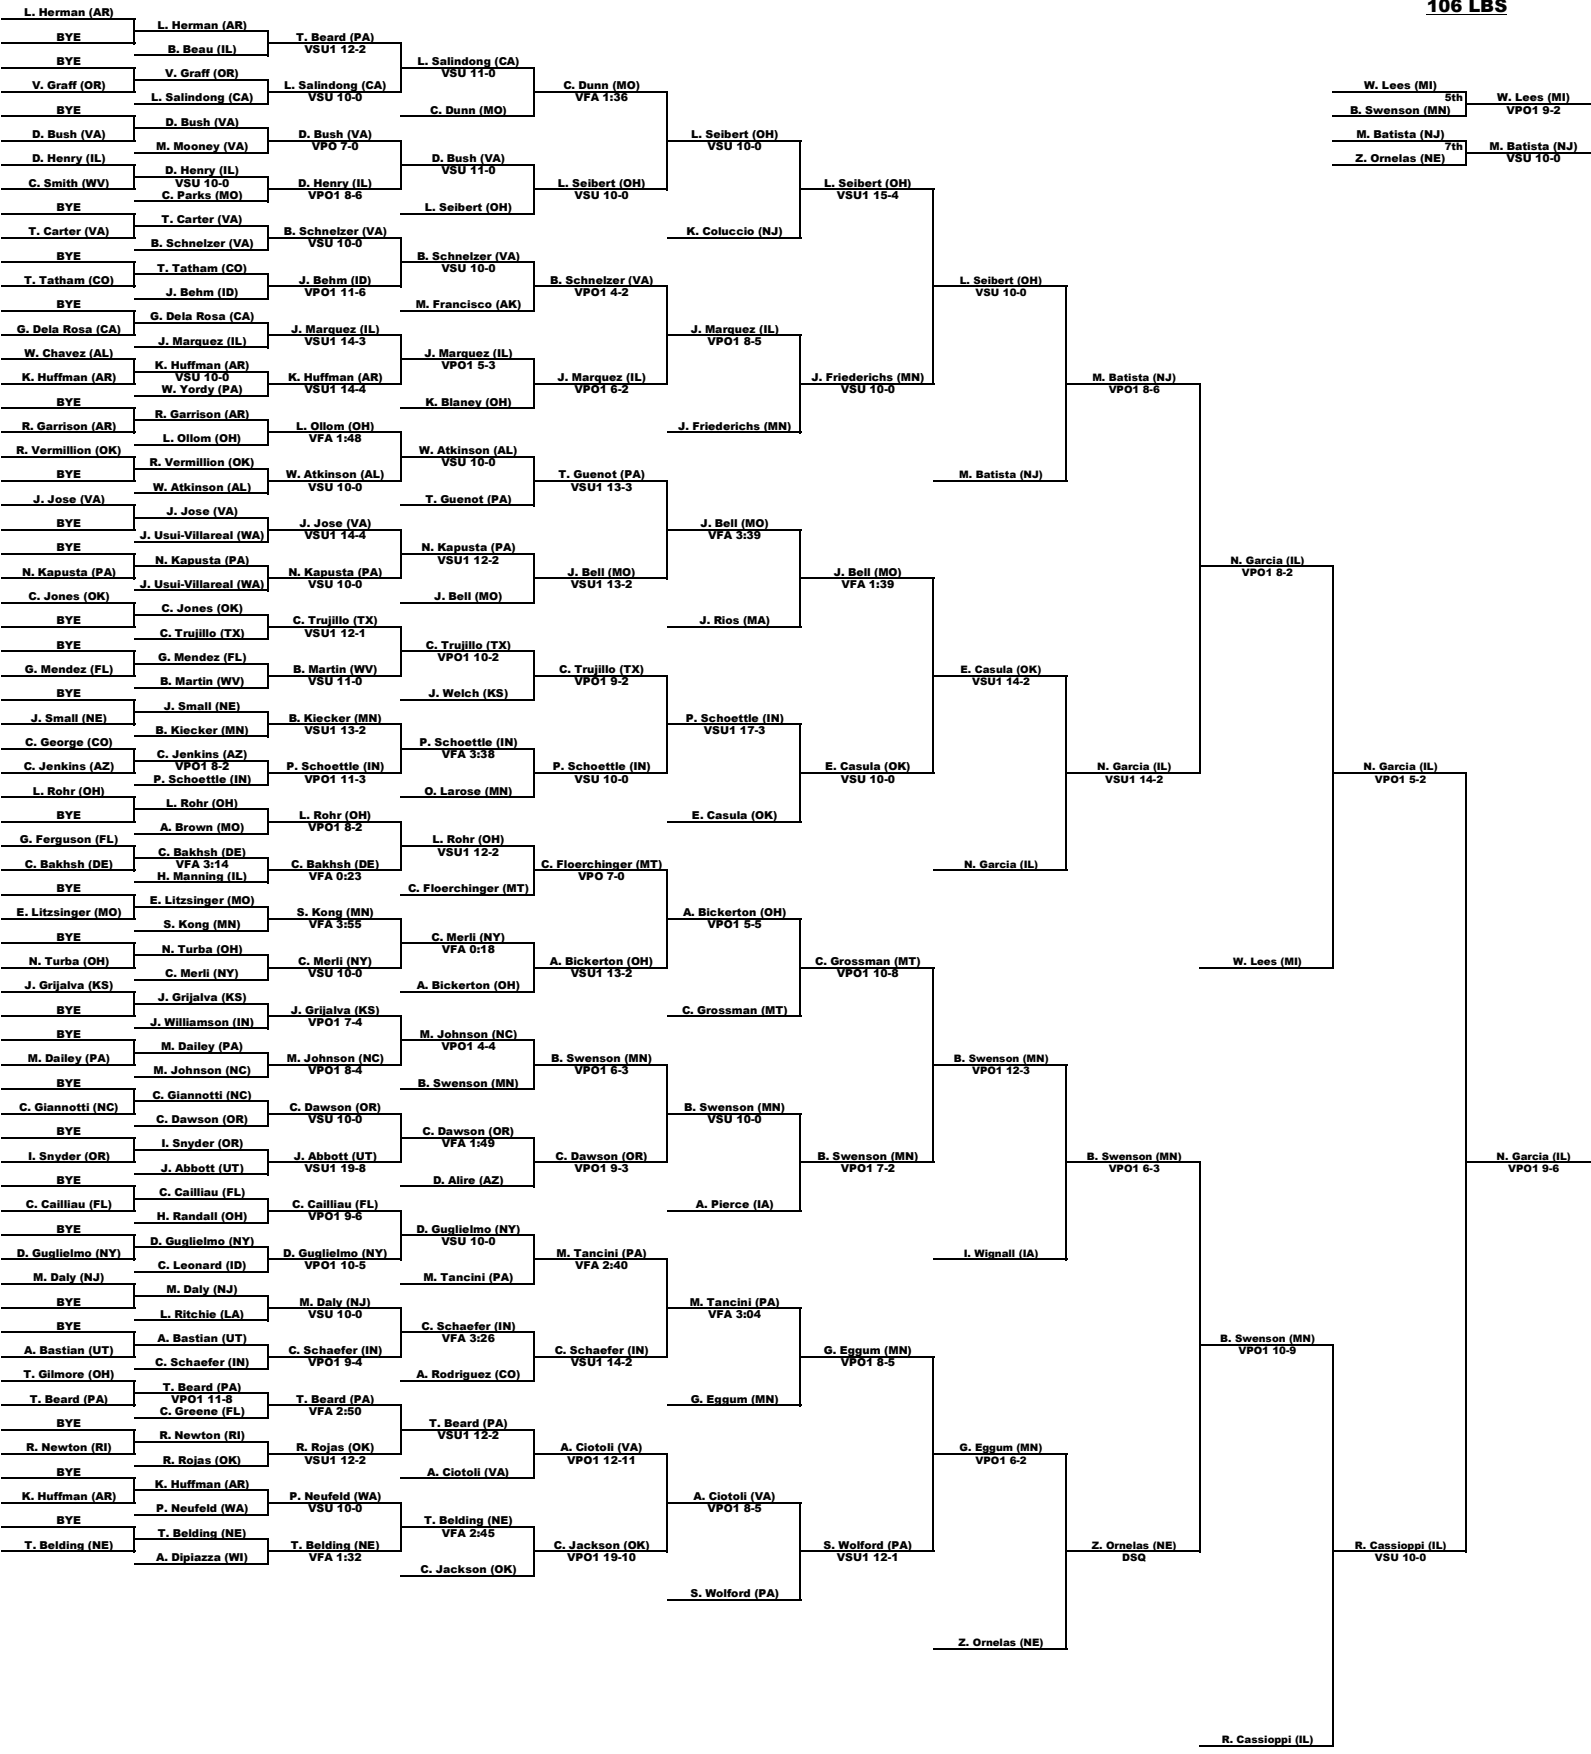 106 LBS
L. Herman (AR)
BYE
BYE
V. Graff (OR)
BYE
D. Bush (VA)
D. Henry (IL)
C. Smith (WV)
BYE
T. Carter (VA)
BYE
T. Tatham (CO)
BYE
G. Dela Rosa (CA)
W. Chavez (AL)
K. Huffman (AR)
BYE
R. Garrison (AR)
R. Vermillion (OK)
BYE
J. Jose (VA)
BYE
BYE
N. Kapusta (PA)
C. Jones (OK)
BYE
BYE
G. Mendez (FL)
BYE
J. Small (NE)
C. George (CO)
C. Jenkins (AZ)
L. Rohr (OH)
BYE
G. Ferguson (FL)
C. Bakhsh (DE)
BYE
E. Litzsinger (MO)
BYE
N. Turba (OH)
J. Grijalva (KS)
BYE
BYE
M. Dailey (PA)
BYE
C. Giannotti (NC)
BYE
I. Snyder (OR)
BYE
C. Cailliau (FL)
BYE
D. Guglielmo (NY)
M. Daly (NJ)
BYE
BYE
A. Bastian (UT)
T. Gilmore (OH)
T. Beard (PA)
BYE
R. Newton (RI)
BYE
K. Huffman (AR)
BYE
T. Belding (NE)
L. Herman (AR)
B. Beau (IL)
V. Graff (OR)
L. Salindong (CA)
D. Bush (VA)
M. Mooney (VA)
D. Henry (IL)
VSU 10-0
C. Parks (MO)
T. Carter (VA)
B. Schnelzer (VA)
T. Tatham (CO)
J. Behm (ID)
G. Dela Rosa (CA)
J. Marquez (IL)
K. Huffman (AR)
VSU 10-0
W. Yordy (PA)
R. Garrison (AR)
L. Ollom (OH)
R. Vermillion (OK)
W. Atkinson (AL)
J. Jose (VA)
J. Usui-Villareal (WA)
N. Kapusta (PA)
J. Usui-Villareal (WA)
C. Jones (OK)
C. Trujillo (TX)
G. Mendez (FL)
B. Martin (WV)
J. Small (NE)
B. Kiecker (MN)
C. Jenkins (AZ)
VPO1 8-2
P. Schoettle (IN)
L. Rohr (OH)
A. Brown (MO)
C. Bakhsh (DE)
VFA 3:14
H. Manning (IL)
E. Litzsinger (MO)
S. Kong (MN)
N. Turba (OH)
C. Merli (NY)
J. Grijalva (KS)
J. Williamson (IN)
M. Dailey (PA)
M. Johnson (NC)
C. Giannotti (NC)
C. Dawson (OR)
I. Snyder (OR)
J. Abbott (UT)
C. Cailliau (FL)
H. Randall (OH)
D. Guglielmo (NY)
C. Leonard (ID)
M. Daly (NJ)
L. Ritchie (LA)
A. Bastian (UT)
C. Schaefer (IN)
T. Beard (PA)
VPO1 11-8
C. Greene (FL)
R. Newton (RI)
R. Rojas (OK)
K. Huffman (AR)
P. Neufeld (WA)
T. Belding (NE)
A. Dipiazza (WI)
T. Beard (PA)
VSU1 12-2
L. Salindong (CA)
VSU 10-0
D. Bush (VA)
VPO 7-0
D. Henry (IL)
VPO1 8-6
B. Schnelzer (VA)
VSU 10-0
J. Behm (ID)
VPO1 11-6
J. Marquez (IL)
VSU1 14-3
K. Huffman (AR)
VSU1 14-4
L. Ollom (OH)
VFA 1:48
W. Atkinson (AL)
VSU 10-0
J. Jose (VA)
VSU1 14-4
N. Kapusta (PA)
VSU 10-0
C. Trujillo (TX)
VSU1 12-1
B. Martin (WV)
VSU 11-0
B. Kiecker (MN)
VSU1 13-2
P. Schoettle (IN)
VPO1 11-3
L. Rohr (OH)
VPO1 8-2
C. Bakhsh (DE)
VFA 0:23
S. Kong (MN)
VFA 3:55
C. Merli (NY)
VSU 10-0
J. Grijalva (KS)
VPO1 7-4
M. Johnson (NC)
VPO1 8-4
C. Dawson (OR)
VSU 10-0
J. Abbott (UT)
VSU1 19-8
C. Cailliau (FL)
VPO1 9-6
D. Guglielmo (NY)
VPO1 10-5
M. Daly (NJ)
VSU 10-0
C. Schaefer (IN)
VPO1 9-4
T. Beard (PA)
VFA 2:50
R. Rojas (OK)
VSU1 12-2
P. Neufeld (WA)
VSU 10-0
T. Belding (NE)
VFA 1:32
L. Salindong (CA)
VSU 11-0
C. Dunn (MO)
D. Bush (VA)
VSU 11-0
L. Seibert (OH)
B. Schnelzer (VA)
VSU 10-0
M. Francisco (AK)
J. Marquez (IL)
VPO1 5-3
K. Blaney (OH)
W. Atkinson (AL)
VSU 10-0
T. Guenot (PA)
N. Kapusta (PA)
VSU1 12-2
J. Bell (MO)
C. Trujillo (TX)
VPO1 10-2
J. Welch (KS)
P. Schoettle (IN)
VFA 3:38
O. Larose (MN)
L. Rohr (OH)
VSU1 12-2
C. Floerchinger (MT)
C. Merli (NY)
VFA 0:18
A. Bickerton (OH)
M. Johnson (NC)
VPO1 4-4
B. Swenson (MN)
C. Dawson (OR)
VFA 1:49
D. Alire (AZ)
D. Guglielmo (NY)
VSU 10-0
M. Tancini (PA)
C. Schaefer (IN)
VFA 3:26
A. Rodriguez (CO)
T. Beard (PA)
VSU1 12-2
A. Ciotoli (VA)
T. Belding (NE)
VFA 2:45
C. Jackson (OK)
C. Dunn (MO)
VFA 1:36
L. Seibert (OH)
VSU 10-0
B. Schnelzer (VA)
VPO1 4-2
J. Marquez (IL)
VPO1 6-2
T. Guenot (PA)
VSU1 13-3
J. Bell (MO)
VSU1 13-2
C. Trujillo (TX)
VPO1 9-2
P. Schoettle (IN)
VSU 10-0
C. Floerchinger (MT)
VPO 7-0
A. Bickerton (OH)
VSU1 13-2
B. Swenson (MN)
VPO1 6-3
C. Dawson (OR)
VPO1 9-3
M. Tancini (PA)
VFA 2:40
C. Schaefer (IN)
VSU1 14-2
A. Ciotoli (VA)
VPO1 12-11
C. Jackson (OK)
VPO1 19-10
L. Seibert (OH)
VSU 10-0
K. Coluccio (NJ)
J. Marquez (IL)
VPO1 8-5
J. Friederichs (MN)
J. Bell (MO)
VFA 3:39
J. Rios (MA)
P. Schoettle (IN)
VSU1 17-3
E. Casula (OK)
A. Bickerton (OH)
VPO1 5-5
C. Grossman (MT)
B. Swenson (MN)
VSU 10-0
A. Pierce (IA)
M. Tancini (PA)
VFA 3:04
G. Eggum (MN)
A. Ciotoli (VA)
VPO1 8-5
S. Wolford (PA)
L. Seibert (OH)
VSU1 15-4
J. Friederichs (MN)
VSU 10-0
J. Bell (MO)
VFA 1:39
E. Casula (OK)
VSU 10-0
C. Grossman (MT)
VPO1 10-8
B. Swenson (MN)
VPO1 7-2
G. Eggum (MN)
VPO1 8-5
S. Wolford (PA)
VSU1 12-1
L. Seibert (OH)
VSU 10-0
M. Batista (NJ)
E. Casula (OK)
VSU1 14-2
N. Garcia (IL)
B. Swenson (MN)
VPO1 12-3
I. Wignall (IA)
G. Eggum (MN)
VPO1 6-2
Z. Ornelas (NE)
M. Batista (NJ)
VPO1 8-6
N. Garcia (IL)
VSU1 14-2
B. Swenson (MN)
VPO1 6-3
Z. Ornelas (NE)
DSQ
N. Garcia (IL)
VPO1 8-2
W. Lees (MI)
B. Swenson (MN)
VPO1 10-9
R. Cassioppi (IL)
N. Garcia (IL)
VPO1 5-2
R. Cassioppi (IL)
VSU 10-0
N. Garcia (IL)
VPO1 9-6
W. Lees (MI)
5th
B. Swenson (MN)
W. Lees (MI)
VPO1 9-2
M. Batista (NJ)
7th
Z. Ornelas (NE)
M. Batista (NJ)
VSU 10-0